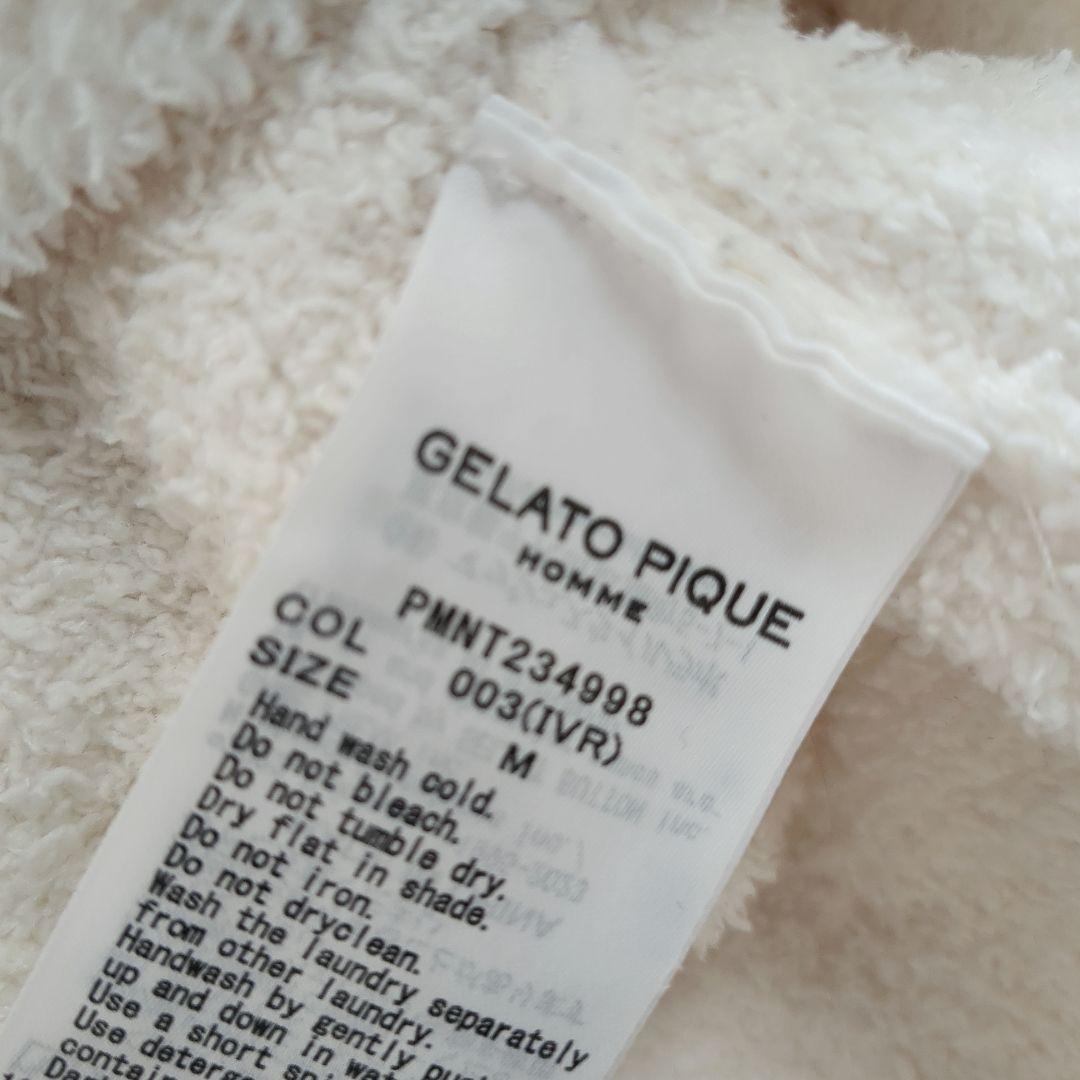 GELATO PIQUE
HOMME
PMNT234998
COL 003(IVR)
SIZE M
Hand wash cold.
Do not bleach.
Do not tumble dry.
Dry flat in shade.
Do not iron.
Do not dryclean.
Wash the laundry separately
from other laundry.
Handwash by gently
up and down in
Use a short
Use